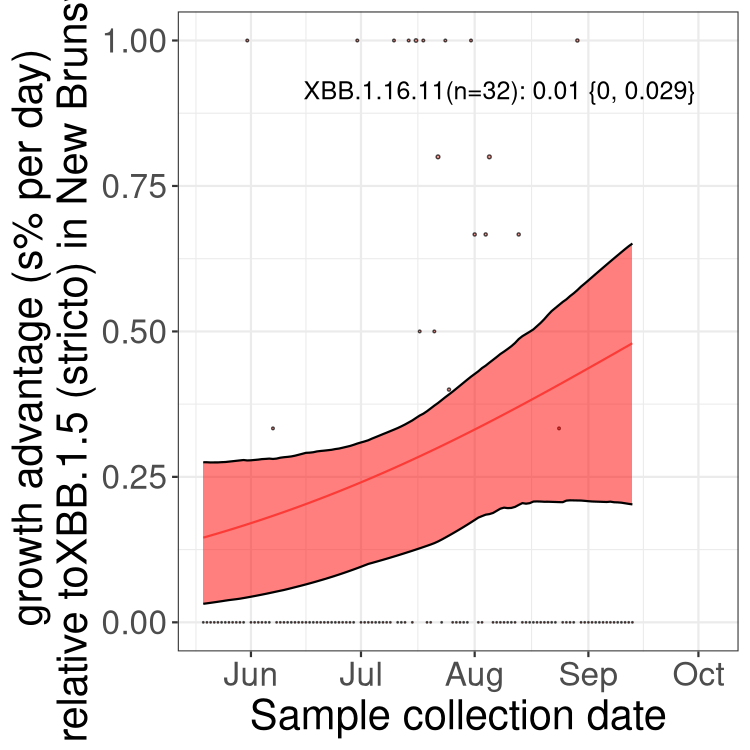 growth advantage (s% per day)
relative toXBB.1.5 (stricto) in New
1.00
0.75
0.50
0.25
0.00
XBB.1.16.11(n=32): 0.01 {0, 0.029}
Jun Jul Aug Sep Oct
Sample collection date